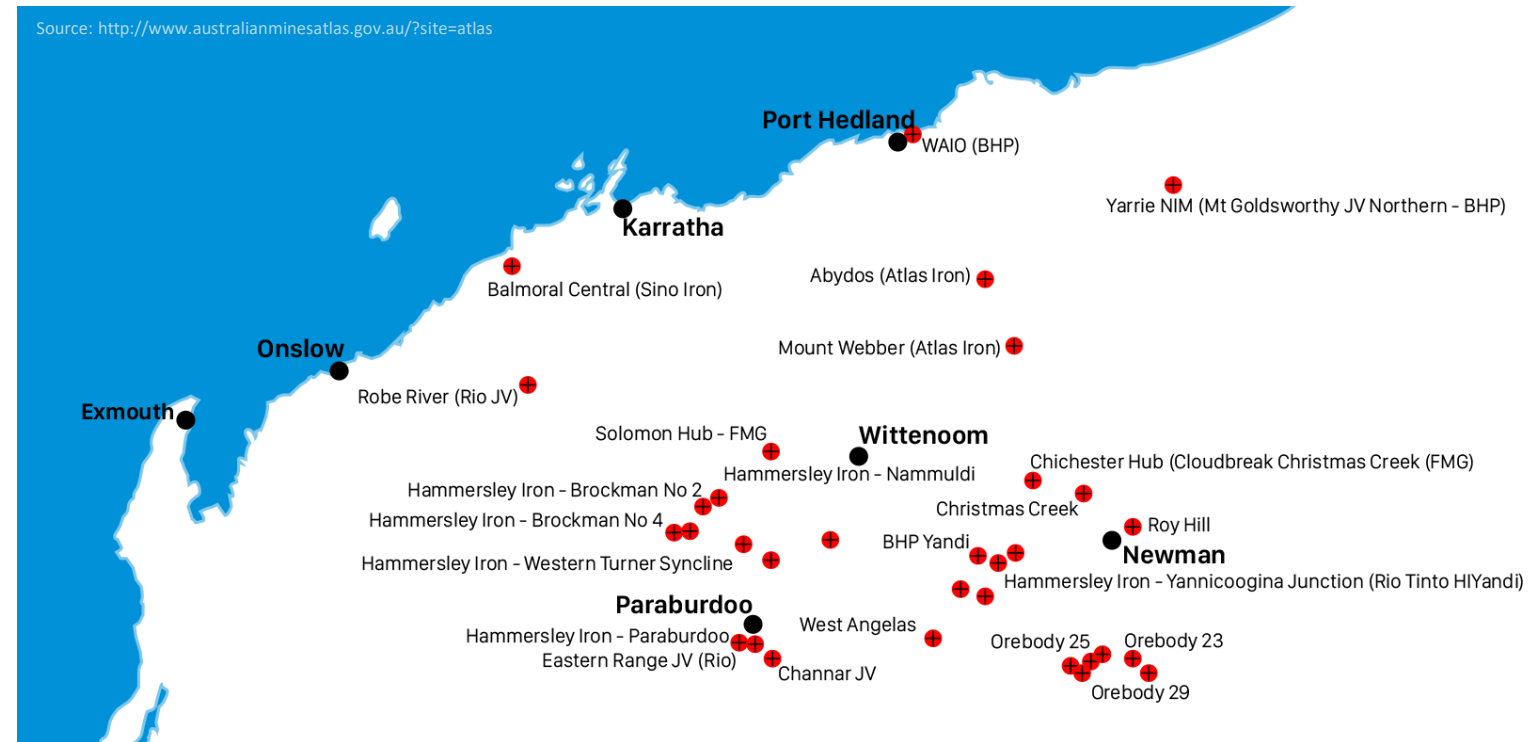 Source: http://www.australianminesatlas.gov.au/?site=atlas
Port Hedland
WAIO (BHP)
Yarrie NIM (Mt Goldsworthy JV Northern - BHP)
Karratha
Abydos (Atlas Iron)
Balmoral Central (Sino Iron)
Onslow
Mount Webber (Atlas Iron)
Robe River (Rio JV)
Exmouth
Solomon Hub - FMG
Wittenoom
Chichester Hub (Cloudbreak Christmas Creek (FMG)
Hammersley Iron - Nammuldi
Hammersley Iron - Brockman No 2
Christmas Creek
Hammersley Iron - Brockman No 4
Roy Hill
BHP Yandi
Newman
Hammersley Iron - Western Turner Syncline
Hammersley Iron - Yannicoogina Junction (Rio Tinto HIYandi)
Paraburdoo
West Angelas
Hammersley Iron - Paraburdoo
Orebody 25
Orebody 23
Eastern Range JV (Rio)
Channar JV
Orebody 29